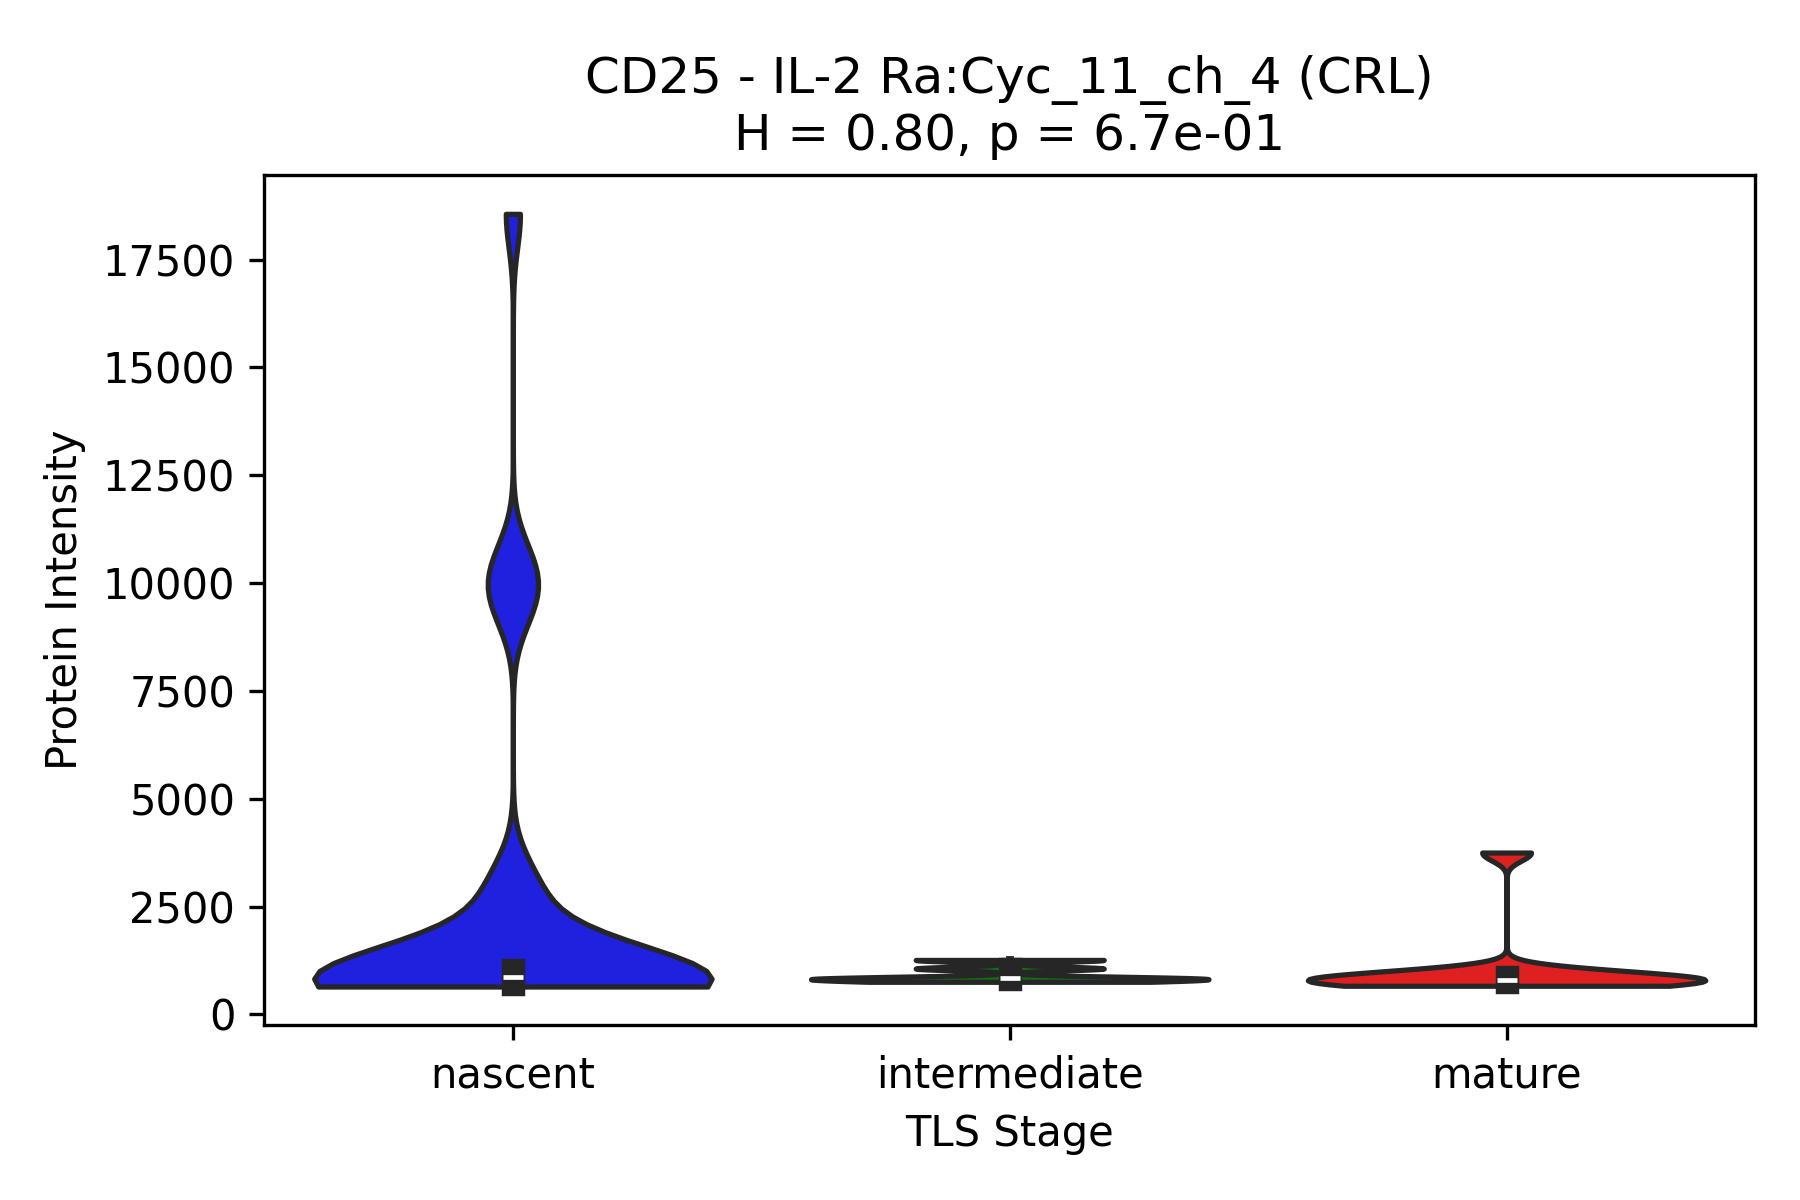 CD25 - IL-2 Ra:Cyc_11_ch_4 (CRL)
H = 0.80, p = 6.7e-01
Protein Intensity
17500
15000
12500
10000
7500
5000
2500
0
nascent intermediate mature
TLS Stage